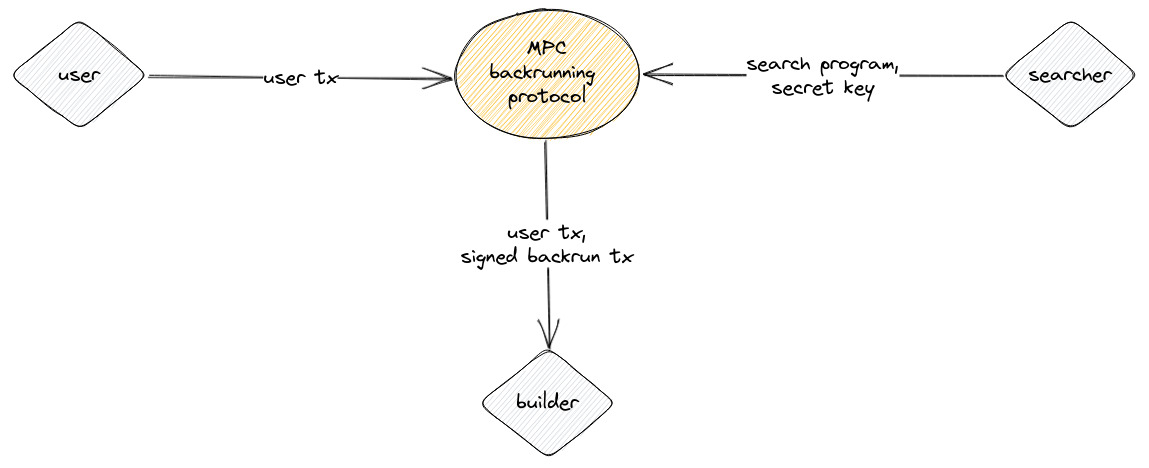 user
user tx
MPC
backrunning
protocol
search program,
secret key
searcher
user tx,
signed backrun tx
builder